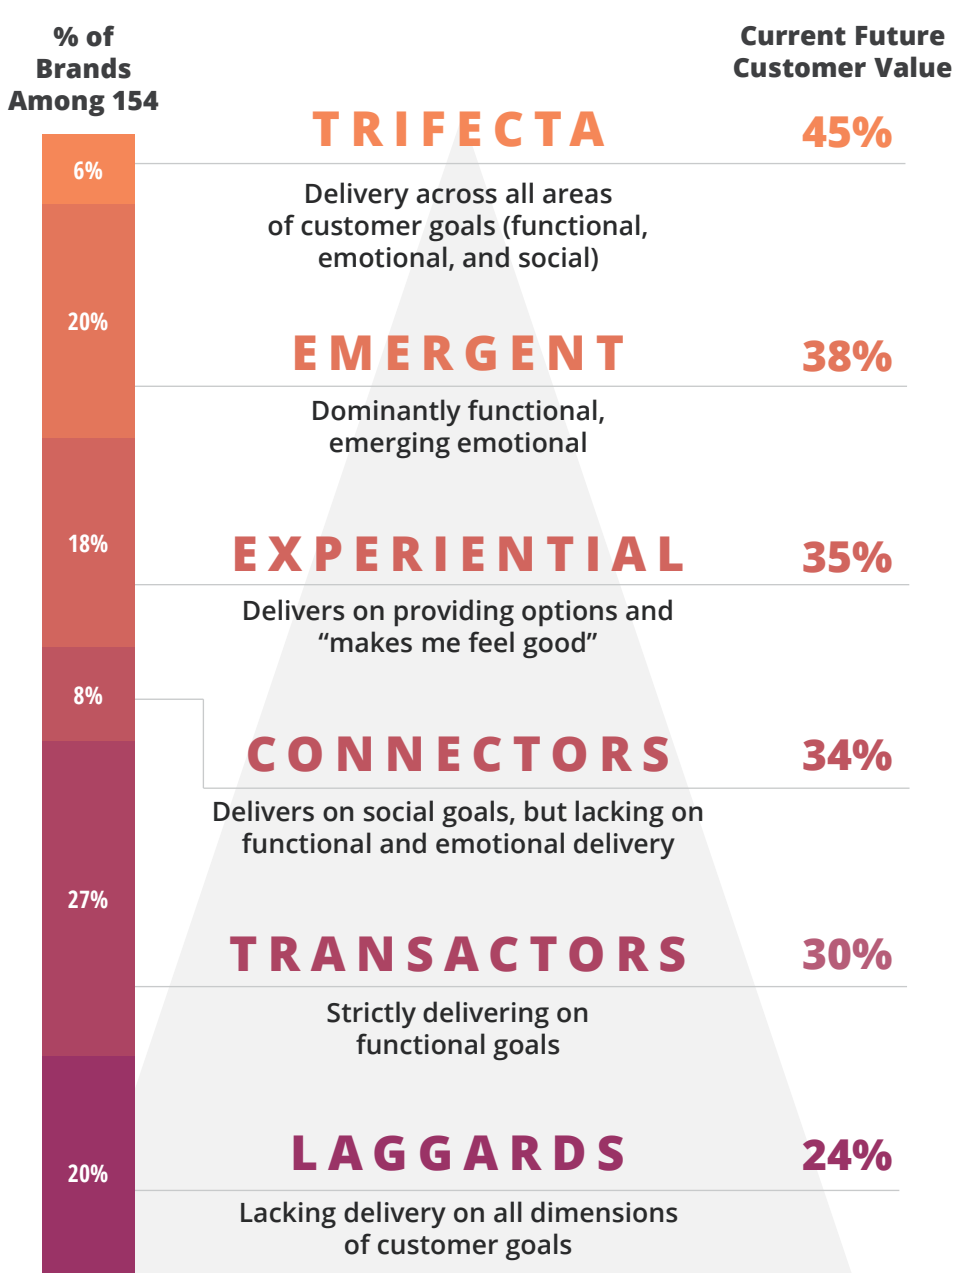 % of
Brands
Among 154
Current Future
Customer Value
6%
TRIFECTA
45%
Delivery across all areas
of customer goals (functional,
emotional, and social)
20%
EMERGENT
38%
Dominantly functional,
emerging emotional
18%
EXPERIENTIAL
35%
Delivers on providing options and
“makes me feel good”
8%
CONNECTORS
34%
Delivers on social goals, but lacking on
functional and emotional delivery
27%
TRANSACTORS
30%
Strictly delivering on
functional goals
20%
LAGGARDS
24%
Lacking delivery on all dimensions
of customer goals